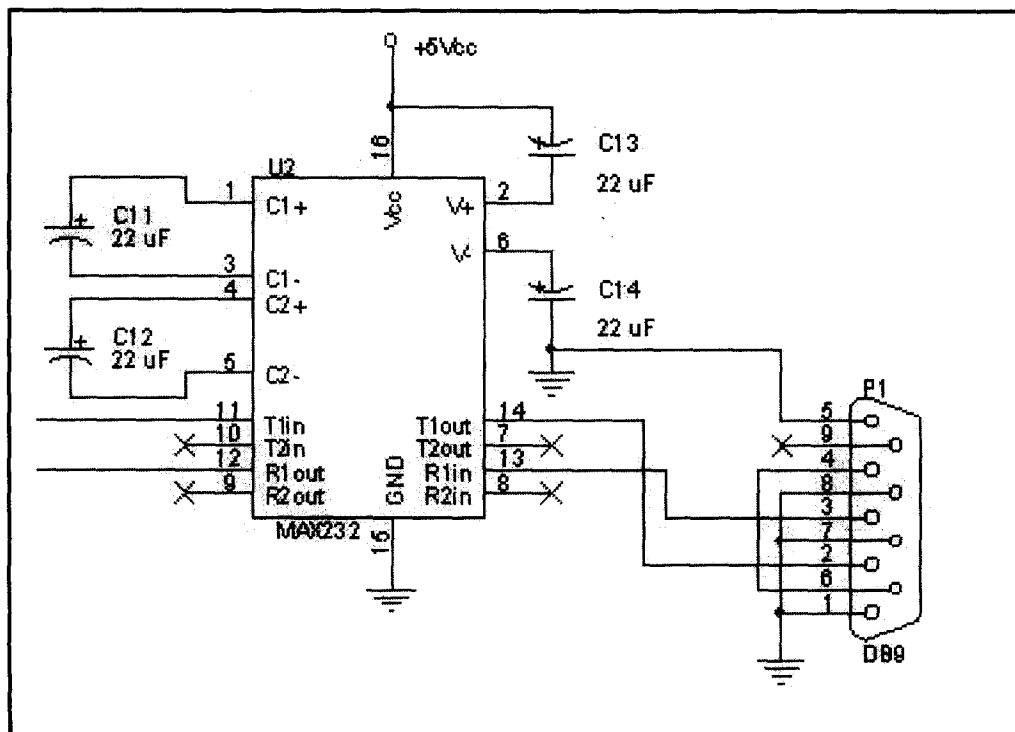 +5Vcc
16
C13
22 uF
U2
1
C1+
Vcc
V+
2
C11
22 uF
V-
6
3
C1-
4
C2+
C14
22 uF
C12
22 uF
5
C2-
P1
11
T1in
T1out
14
5
10
T2in
T2out
7
9
12
R1out
R1in
13
4
9
R2out
GND
R2in
8
8
3
MAX232
15
7
2
6
1
DB9